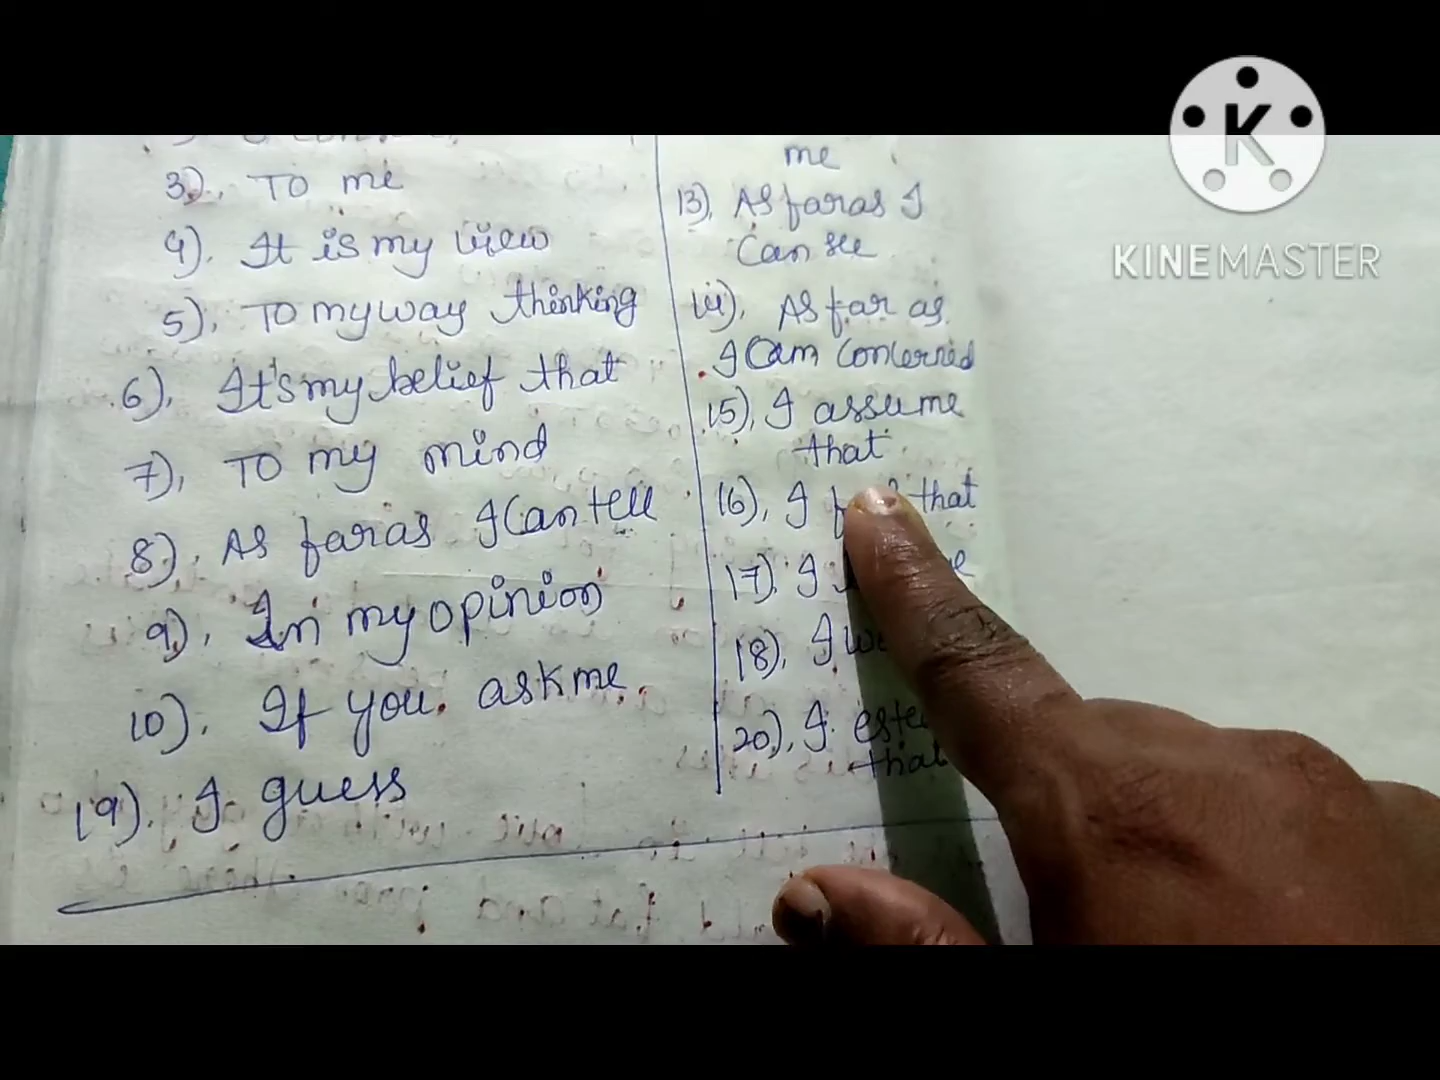 3). To me
4). It is my view
5). To my way thinking
6). It's my belief that
7). To my mind
8). As far as I Can tell
9). In my opinion
10). If you ask me
19). I guess
me
13). As far as I
Can see
14). As far as
I am Concerned
15). I assume
that
16). I that
17). I
18). I
20). I
that
KINEMASTER